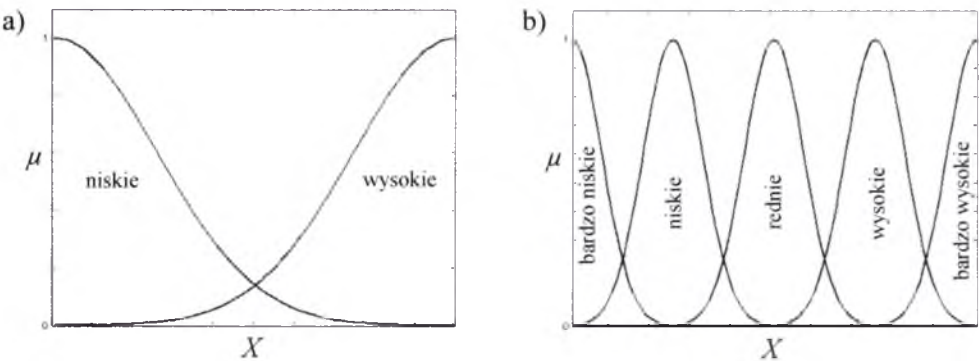 a)
1
μ
niskie
wysokie
0
X
b)
1
μ
bardzo niskie
niskie
rednie
wysokie
bardzo wysokie
0
X